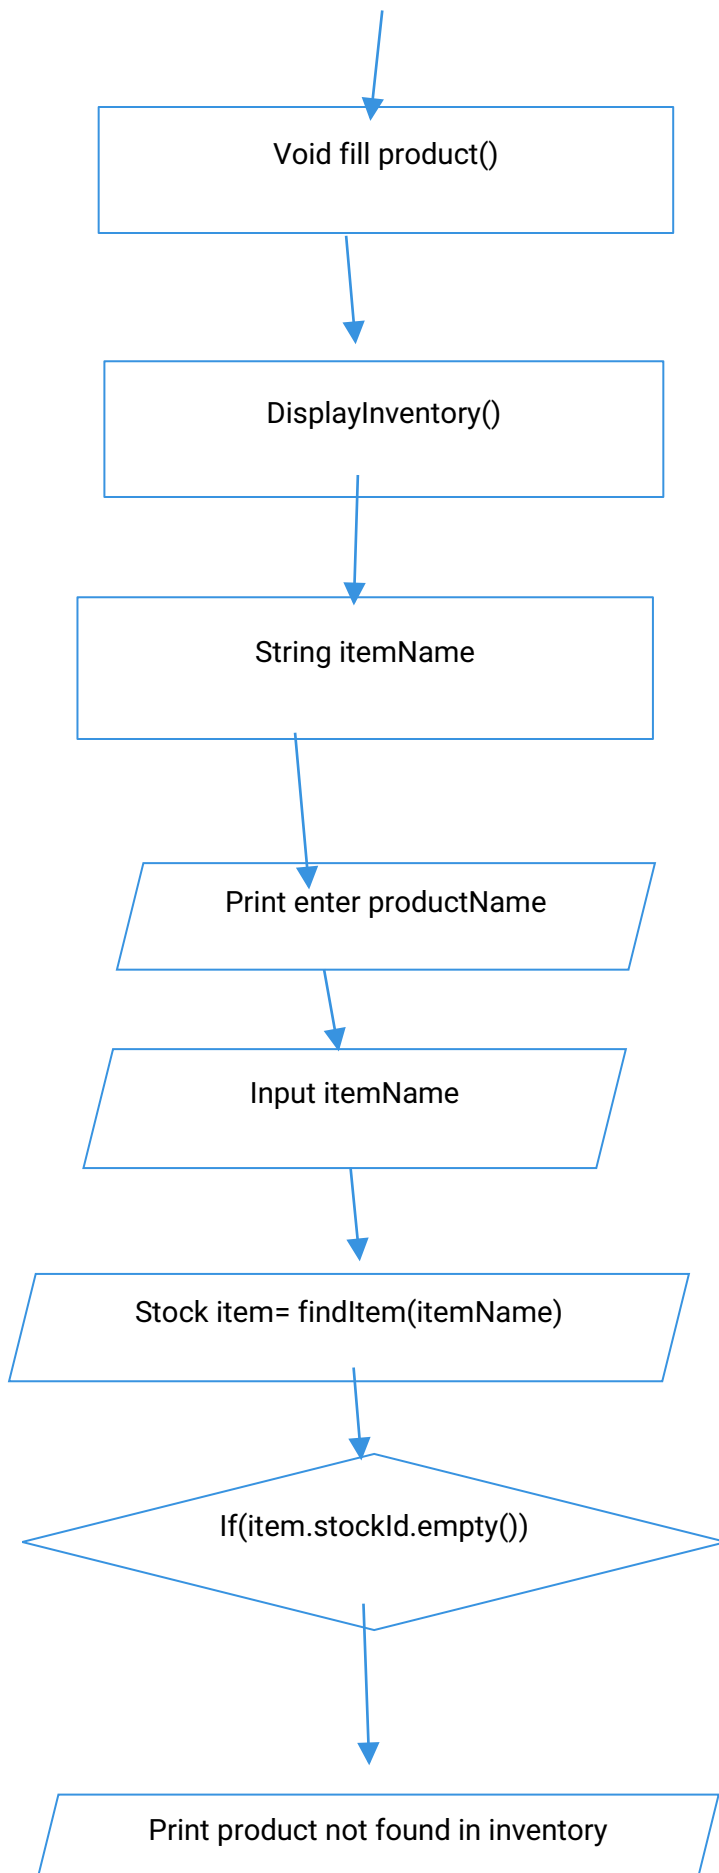 Void fill product()
DisplayInventory()
String itemName
Print enter productName
Input itemName
Stock item= findItem(itemName)
If(item.stockId.empty())
Print product not found in inventory